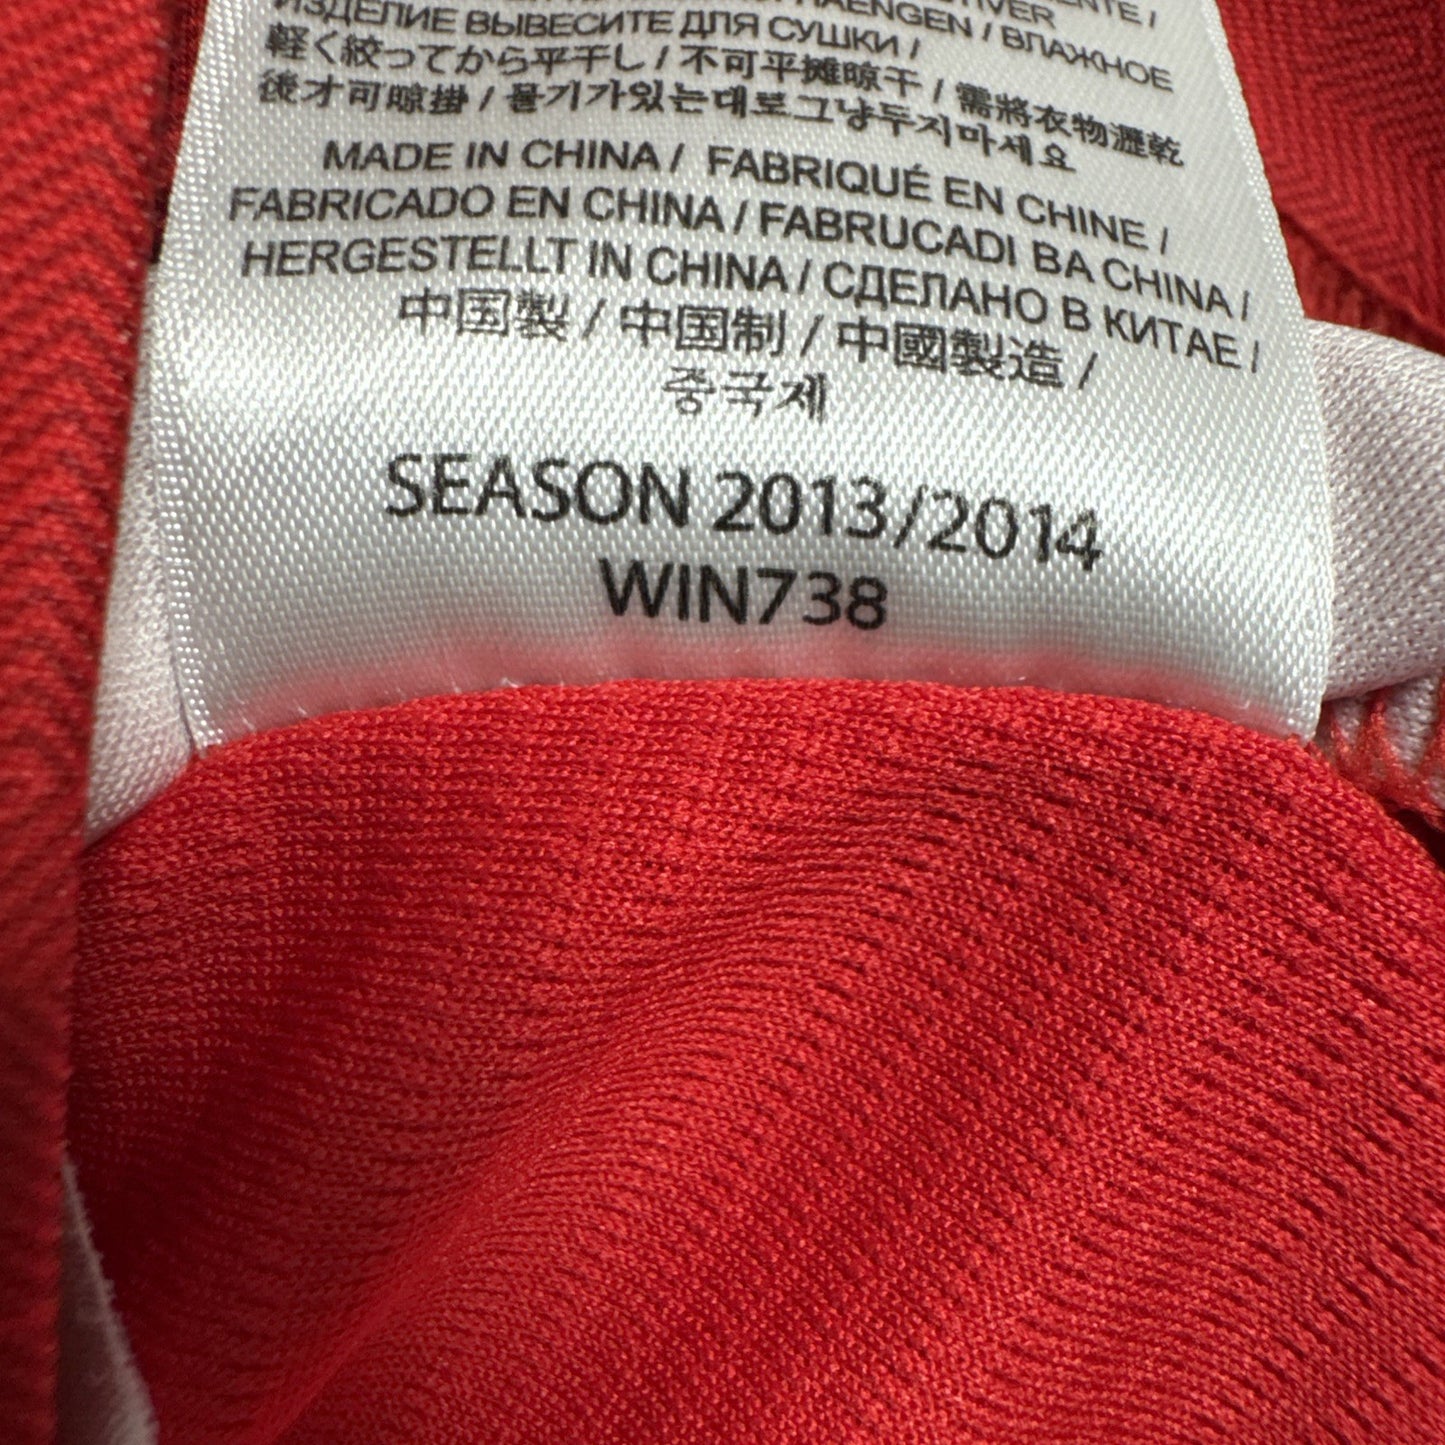 ИЗДЕЛИЕ ВЫВЕСИТЕ ДЛЯ СУШКИ / ВЛАЖНОЕ
軽く絞ってから平干し / 不可平攤晾干 / 需將衣物瀝乾
後才可晾掛 / 물기가있는대로그냥두지마세요
MADE IN CHINA / FABRIQUÉ EN CHINE /
FABRICADO EN CHINA / FABRUCADI BA CHINA /
HERGESTELLT IN CHINA / СДЕЛАНО В КИТАЕ /
中国製 / 中国制 / 中國製造 /
중국제
SEASON 2013/2014
WIN738